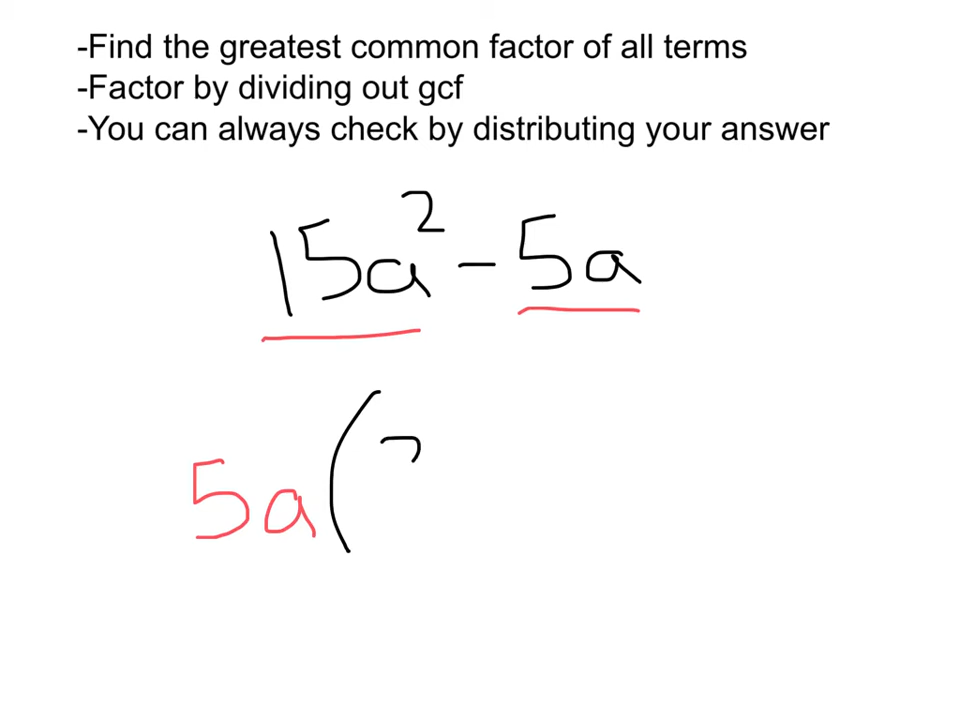 -Find the greatest common factor of all terms
-Factor by dividing out gcf
-You can always check by distributing your answer
15a² - 5a
5a(